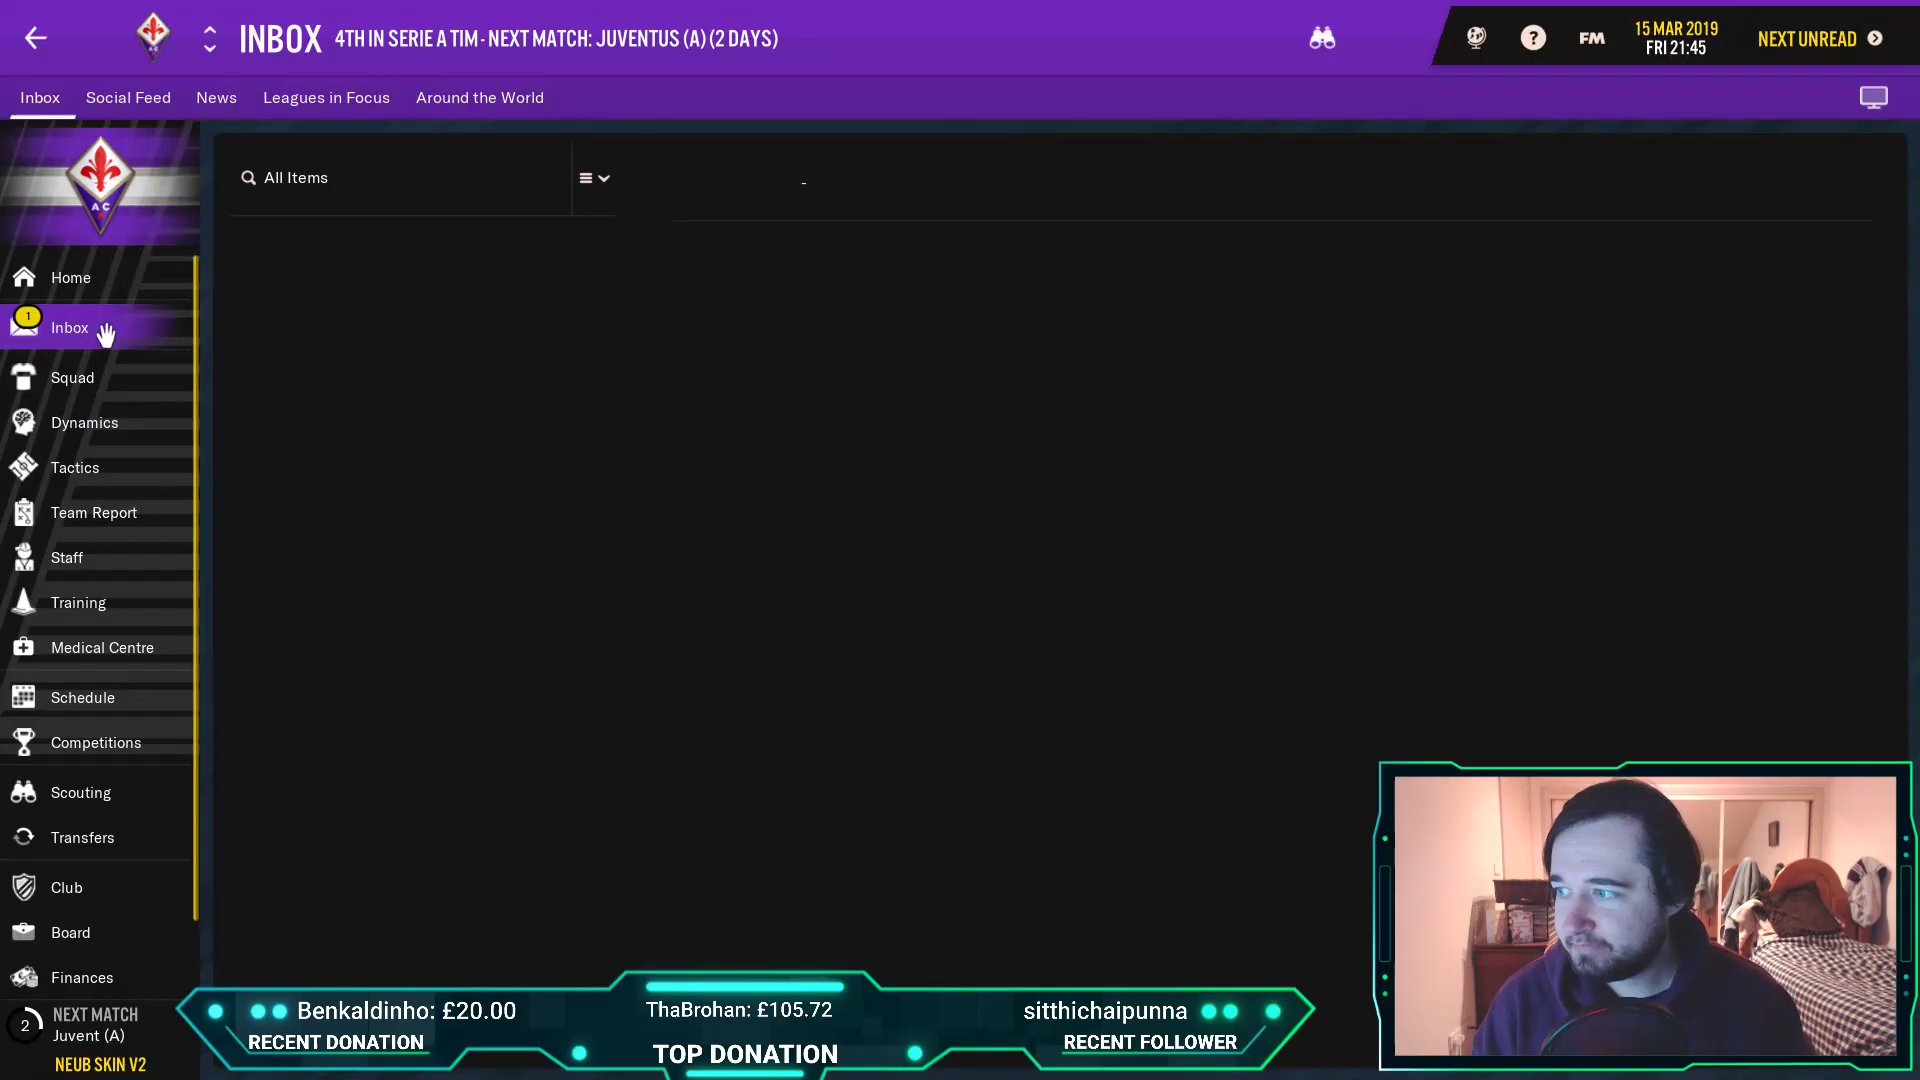 INBOX 4TH IN SERIE A TIM - NEXT MATCH: JUVENTUS (A) (2 DAYS)
? FM 15 MAR 2019 NEXT UNREAD
FRI 21:45
Inbox Social Feed News Leagues in Focus Around the World
AC
All Items
-
Home
1
Inbox
Squad
Dynamics
Tactics
Team Report
Staff
Training
Medical Centre
Schedule
Competitions
Scouting
Transfers
Club
Board
Finances
2 NEXT MATCH
Juvent (A)
NEUB SKIN V2
Benkaldinho: £20.00
RECENT DONATION
ThaBrohan: £105.72
TOP DONATION
sitthichaipunna
RECENT FOLLOWER